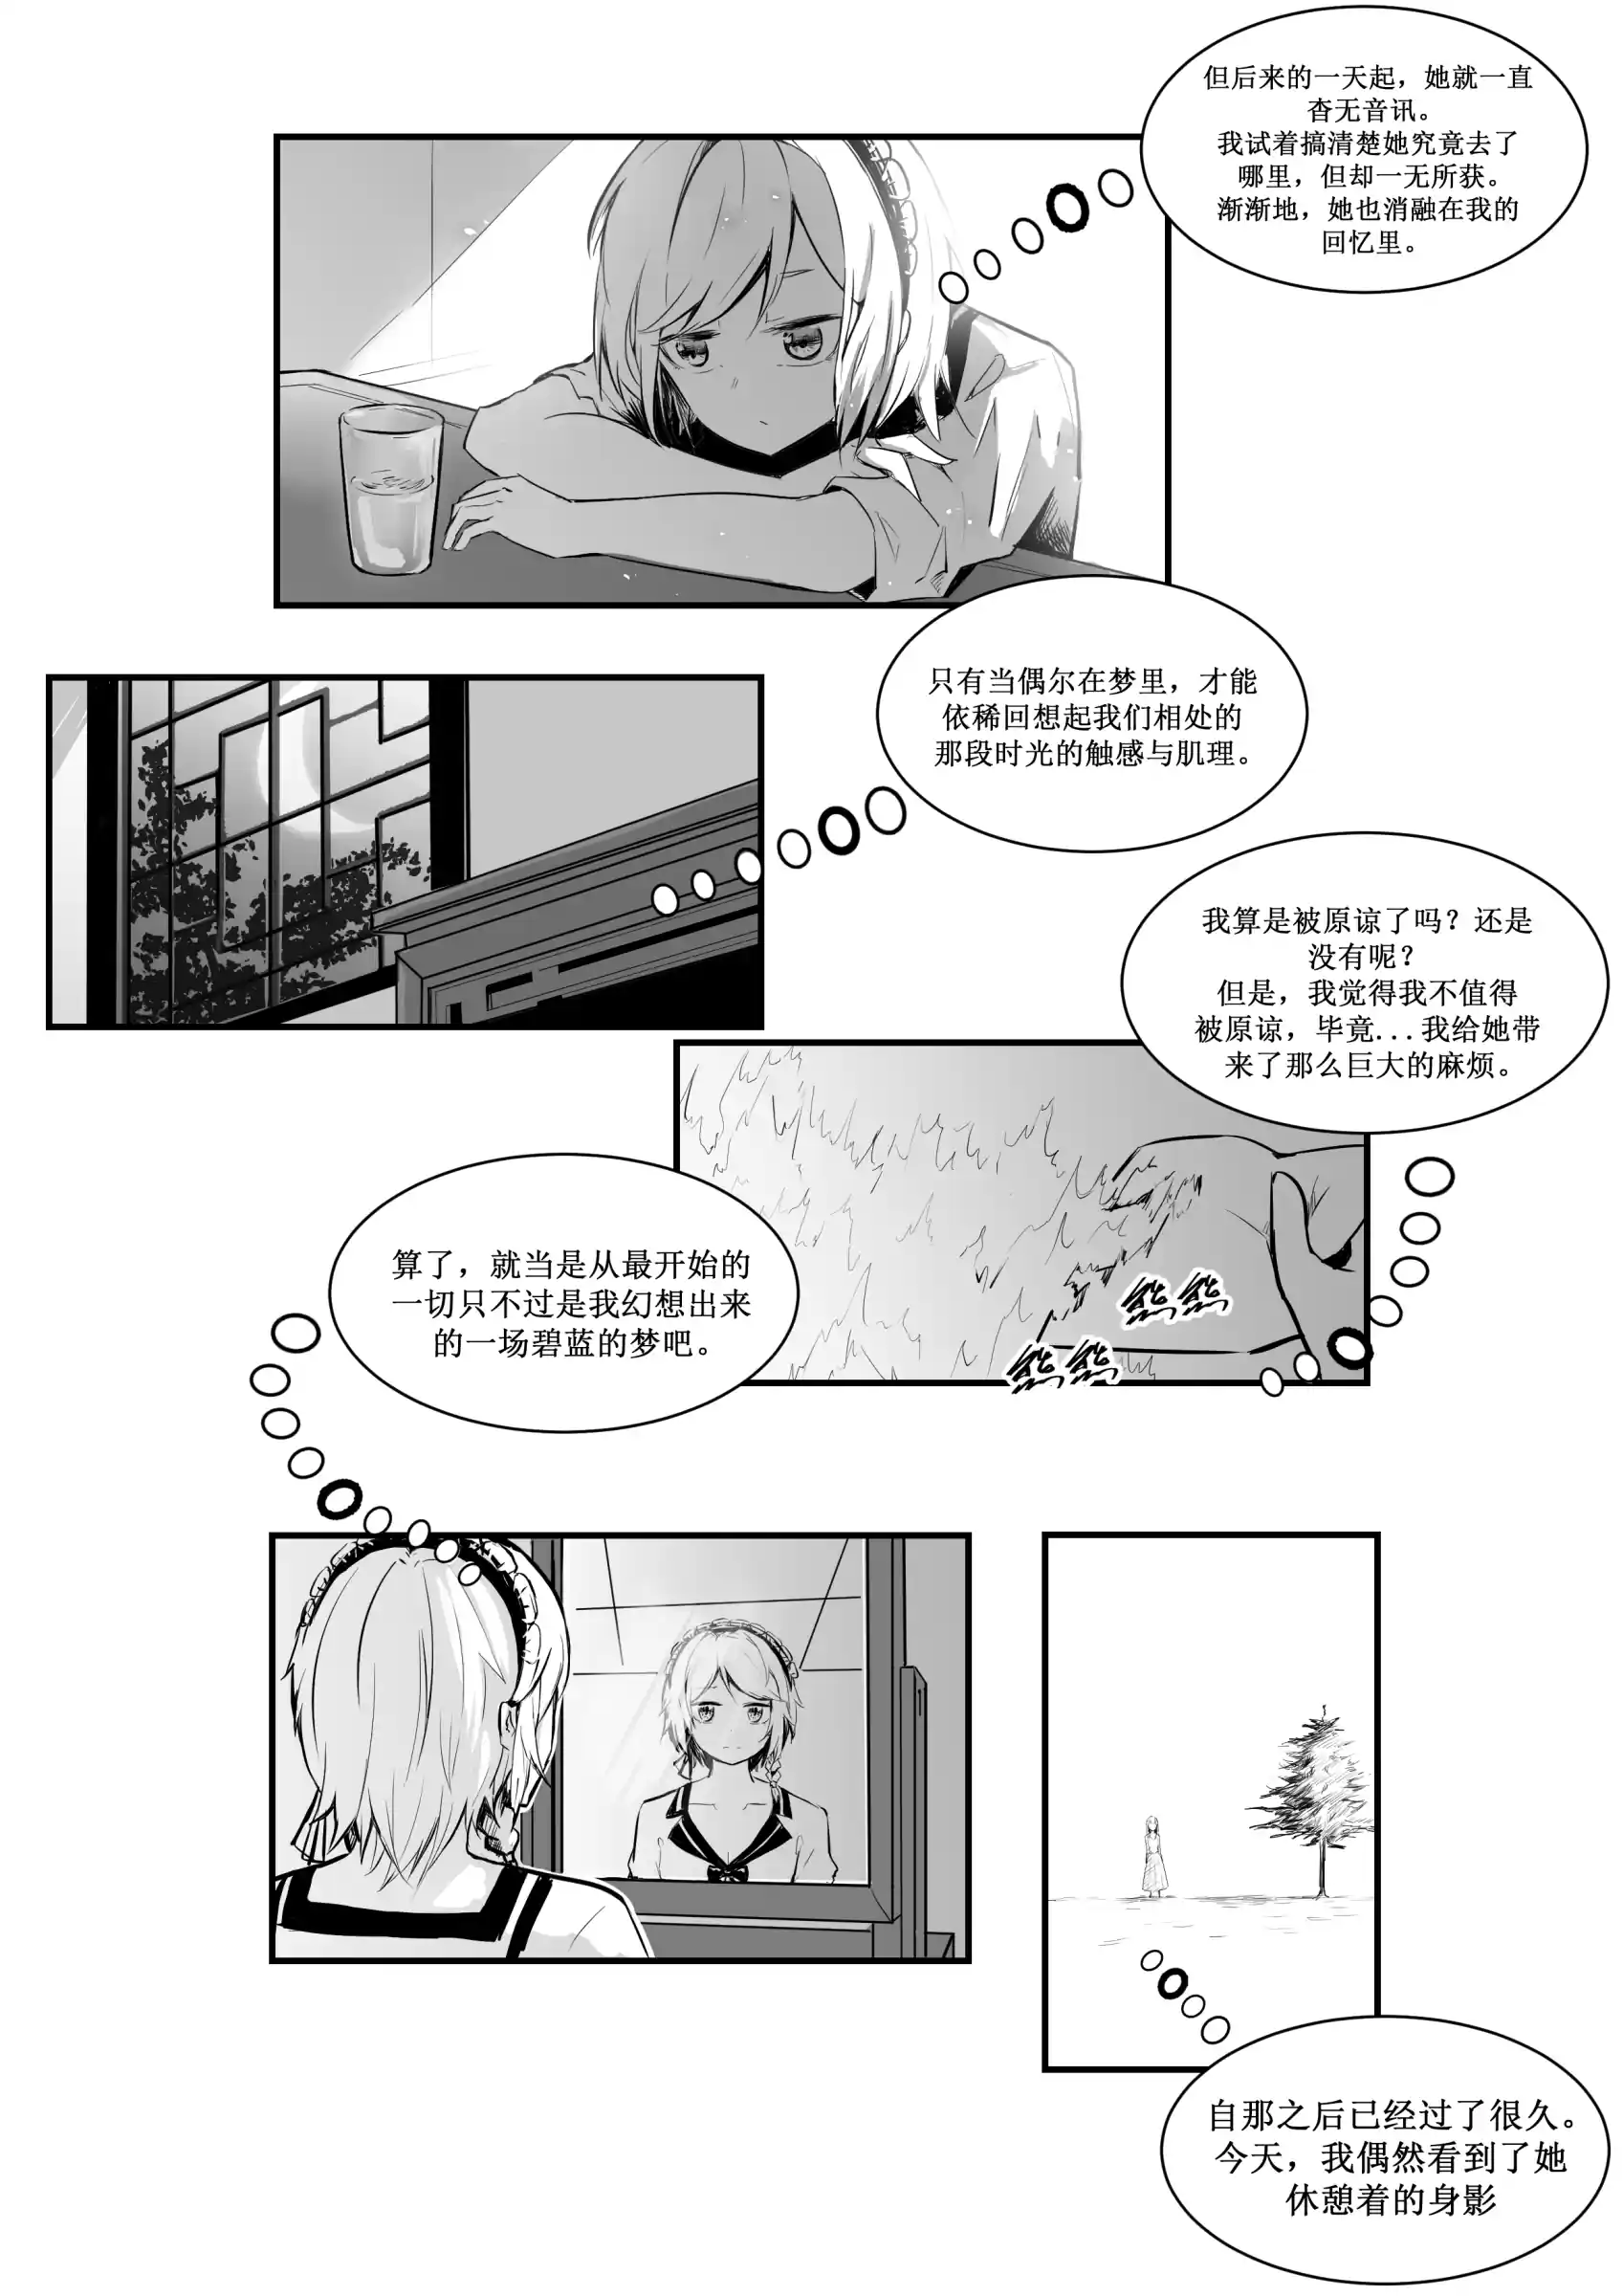 但后来的一天起，她就一直
杳无音讯。
我试着搞清楚她究竟去了
哪里，但却一无所获。
渐渐地，她也消融在我的
回忆里。
只有当偶尔在梦里，才能
依稀回想起我们相处的
那段时光的触感与肌理。
我算是被原谅了吗？还是
没有呢？
但是，我觉得我不值得
被原谅，毕竟...我给她带
来了那么巨大的麻烦。
熊熊
熊熊
算了，就当是从最开始的
一切只不过是我幻想出来
的一场碧蓝的梦吧。
自那之后已经过了很久。
今天，我偶然看到了她
休憩着的身影